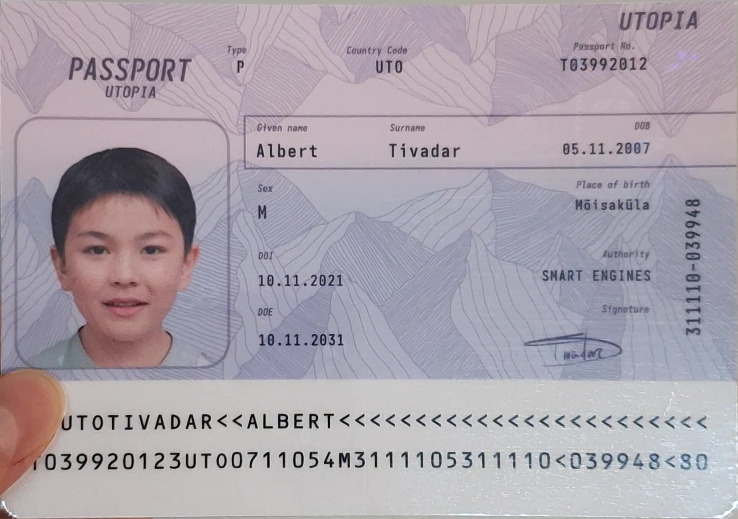 UTOPIA
PASSPORT
UTOPIA
Type
P
Country Code
UTO
Passport No.
T03992012
Given name
Albert
Surname
Tivadar
DOB
05.11.2007
Sex
M
Place of birth
Mõisaküla
DOI
10.11.2021
Authority
SMART ENGINES
DOE
10.11.2031
Signature
Tivadar
311110-039948
UTOTIVADAR<<ALBERT<<<<<<<<<<<<<<<<<<<<<<<<
T039920123UTO0711054M3111105311110<039948<80